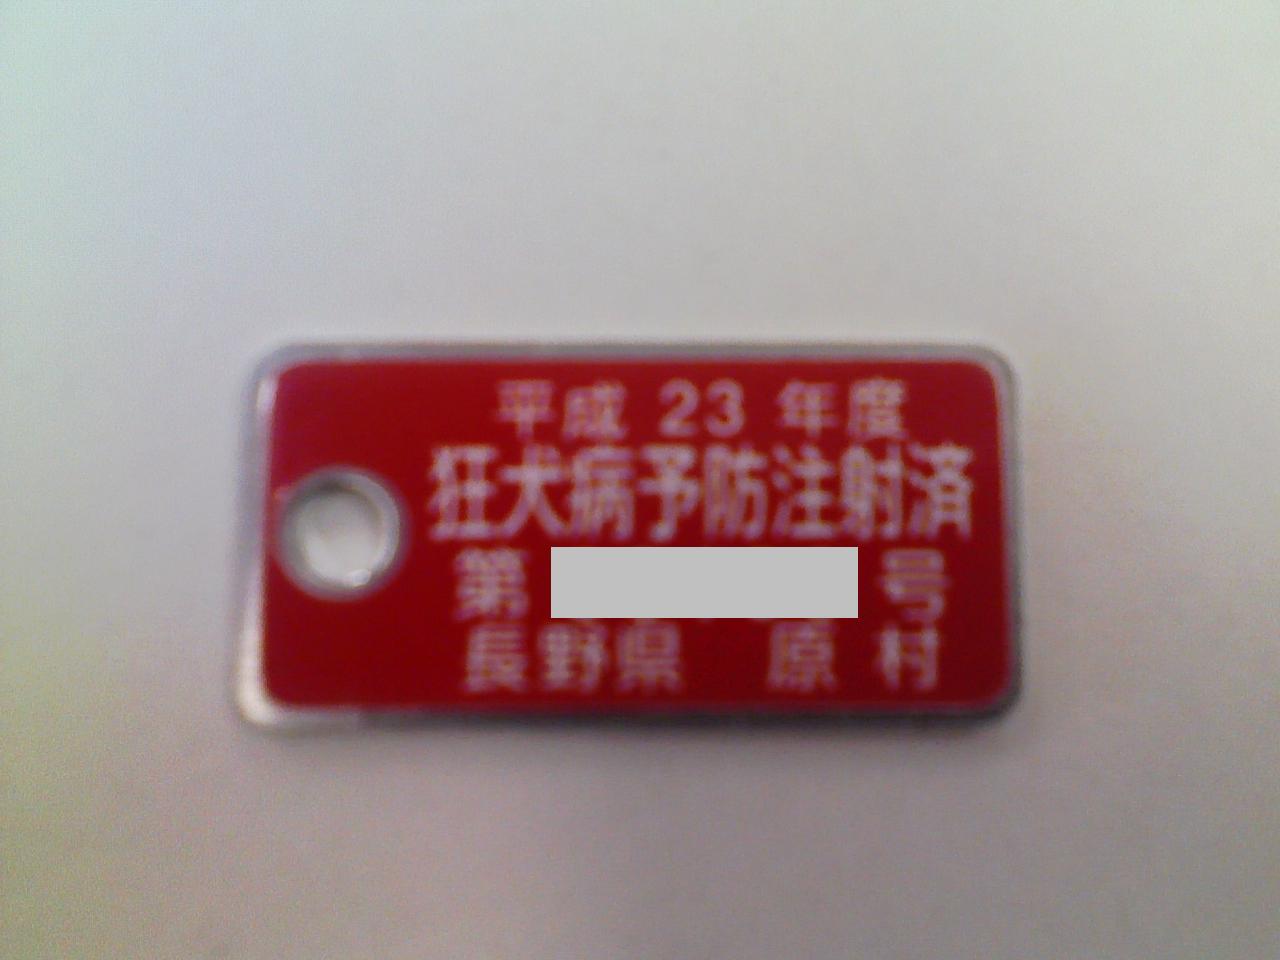 平成 23 年度
狂犬病予防注射済
第 号
長野県 原村